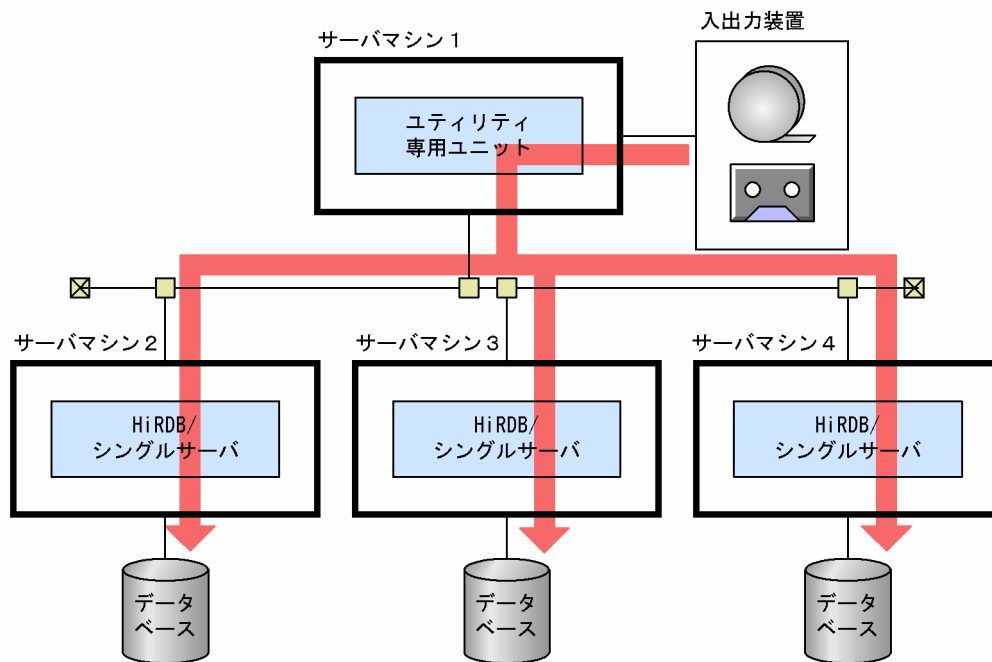 入出力装置
サーバマシン１
ユティリティ
専用ユニット
サーバマシン２
サーバマシン３
サーバマシン４
HiRDB/
シングルサーバ
HiRDB/
シングルサーバ
HiRDB/
シングルサーバ
データ
ベース
データ
ベース
データ
ベース